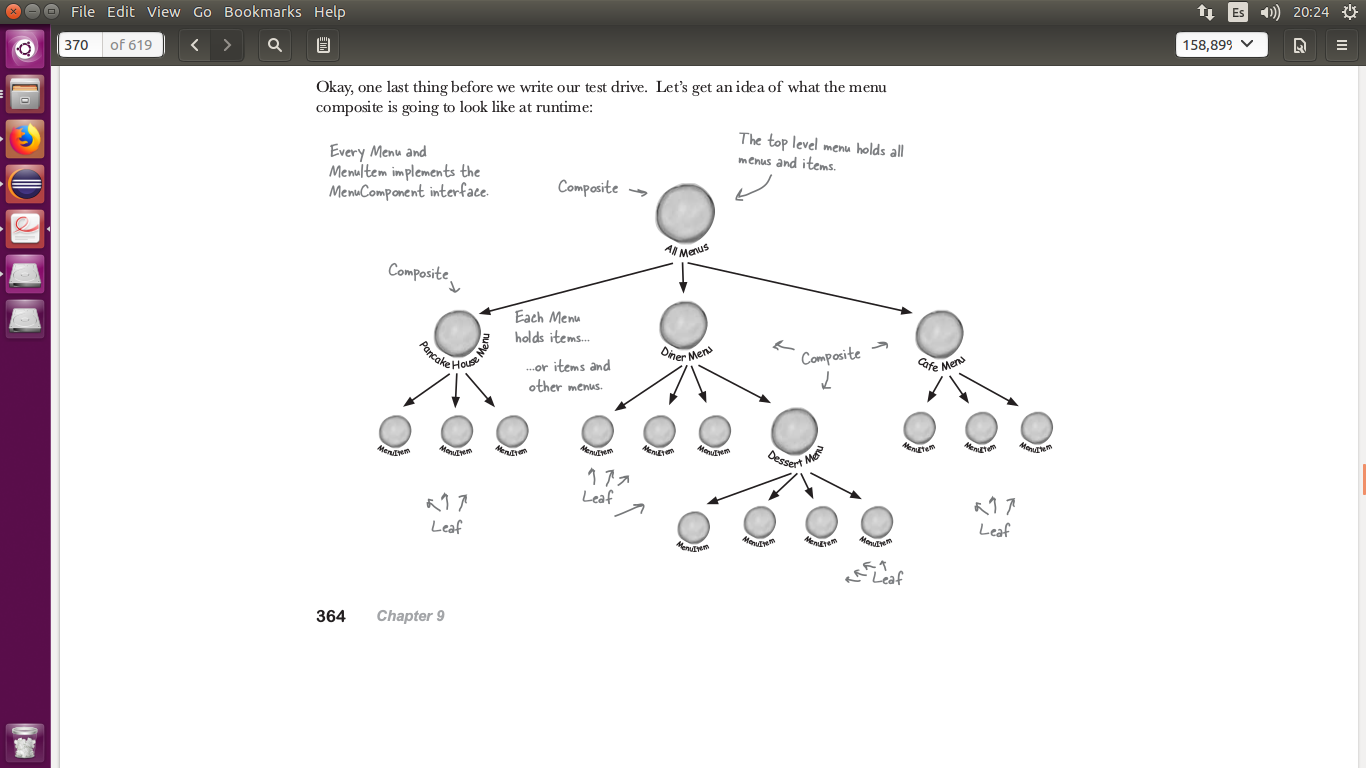 File Edit View Go Bookmarks Help
Es
20:24
370 of 619
158,89%
Okay, one last thing before we write our test drive. Let's get an idea of what the menu
composite is going to look like at runtime:
Every Menu and
MenuItem implements the
MenuComponent interface.
The top level menu holds all
menus and items.
Composite
All Menus
Composite
Pancake House Menu
Each Menu
holds items...
...or items and
other menus.
Diner Menu
Composite
Cafe Menu
MenuItem MenuItem MenuItem
MenuItem MenuItem MenuItem
Dessert Menu
MenuItem MenuItem MenuItem
Leaf
Leaf
Leaf
MenuItem MenuItem MenuItem MenuItem
Leaf
364 Chapter 9